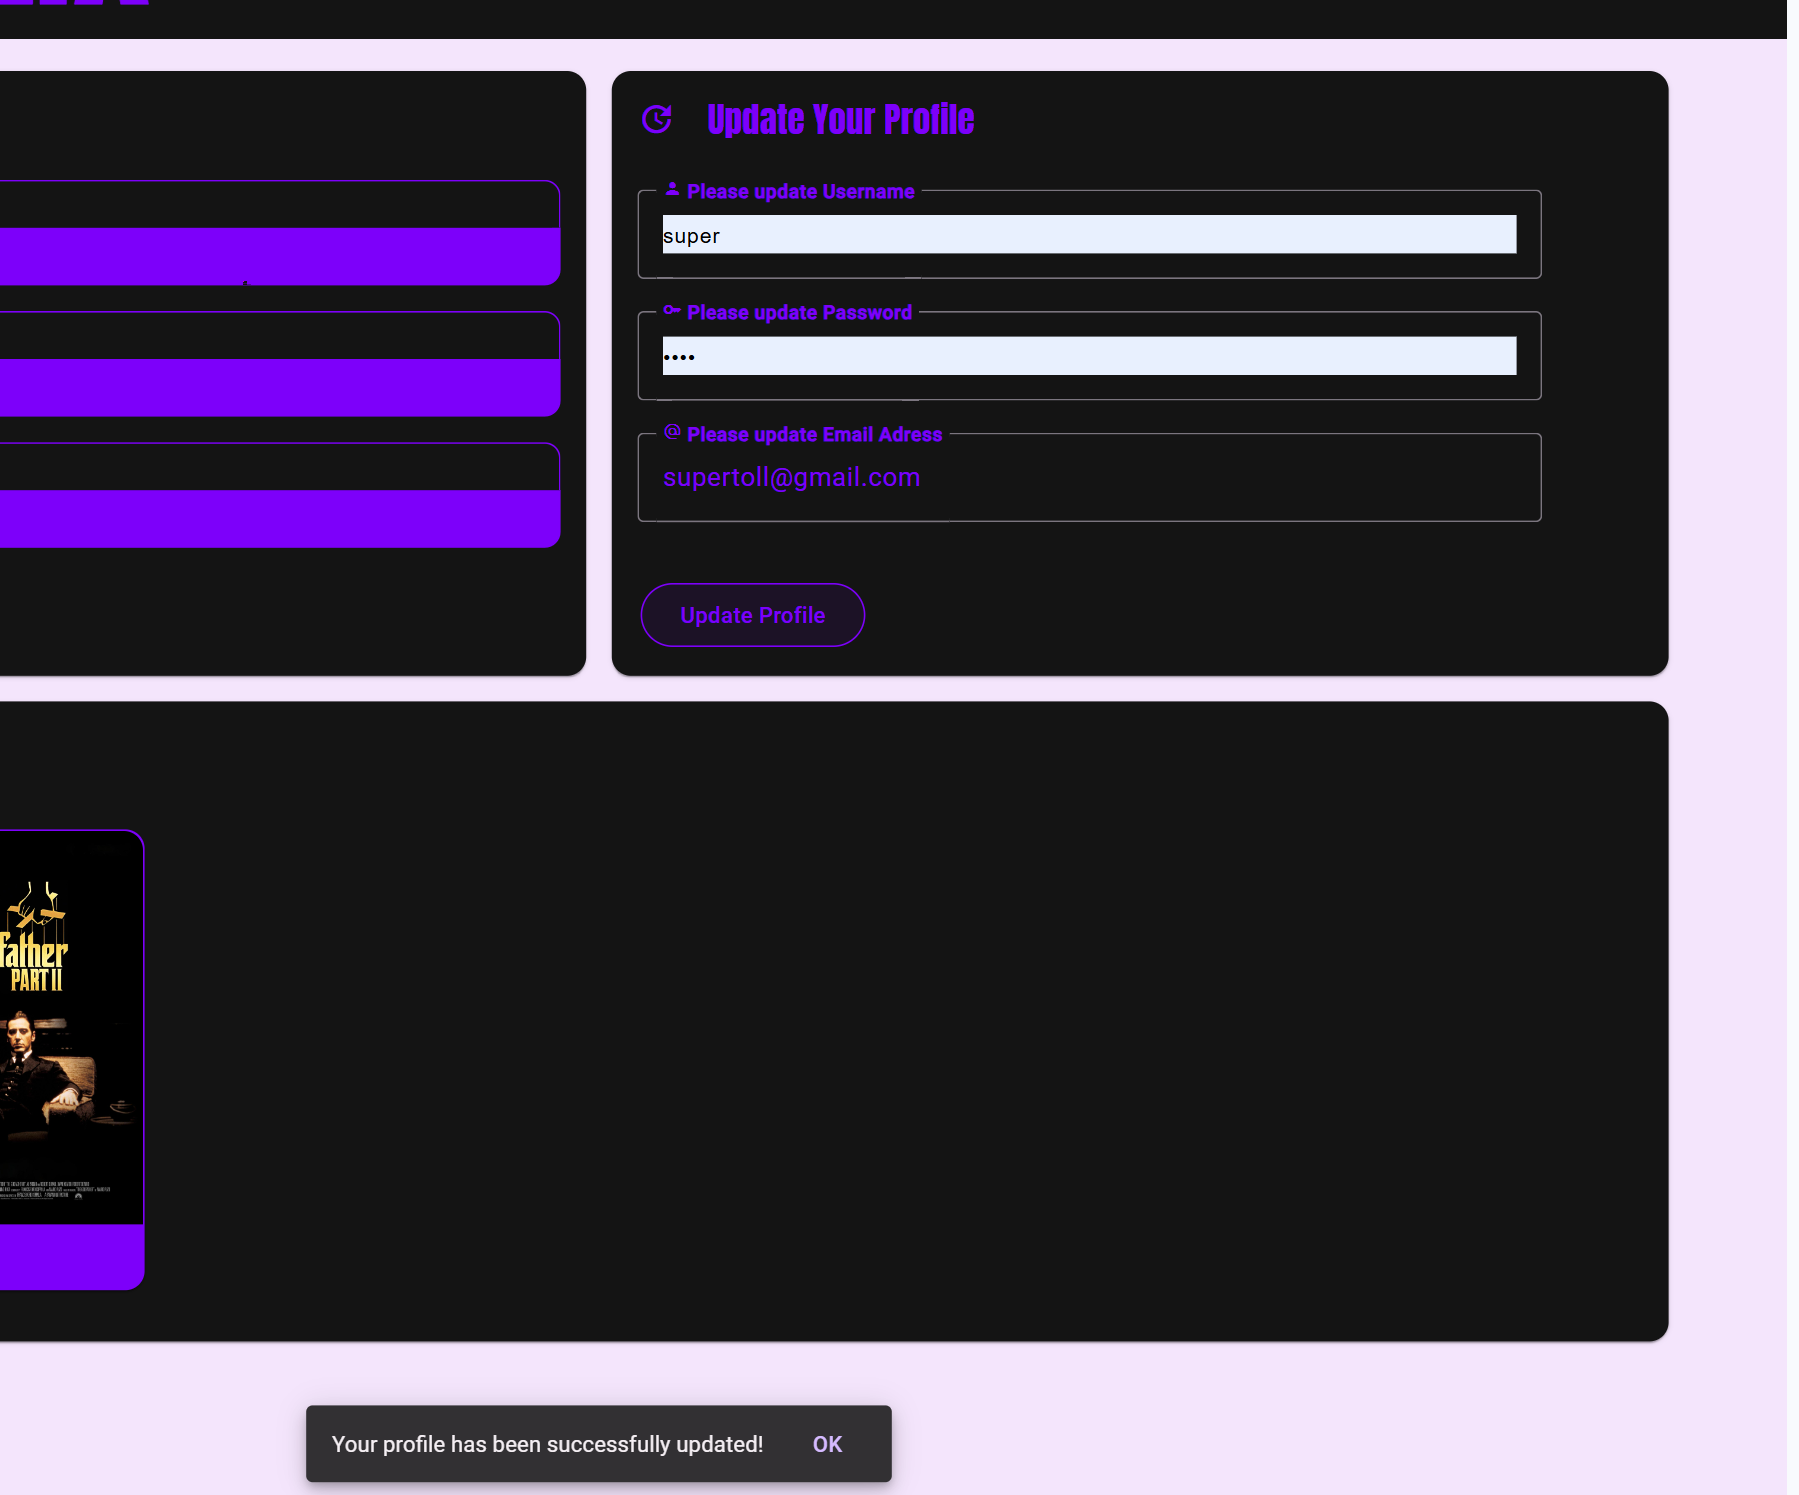 Update Your Profile
Please update Username
super
Please update Password
••••
Please update Email Adress
supertoll@gmail.com
Update Profile
father
PART II
Your profile has been successfully updated! OK